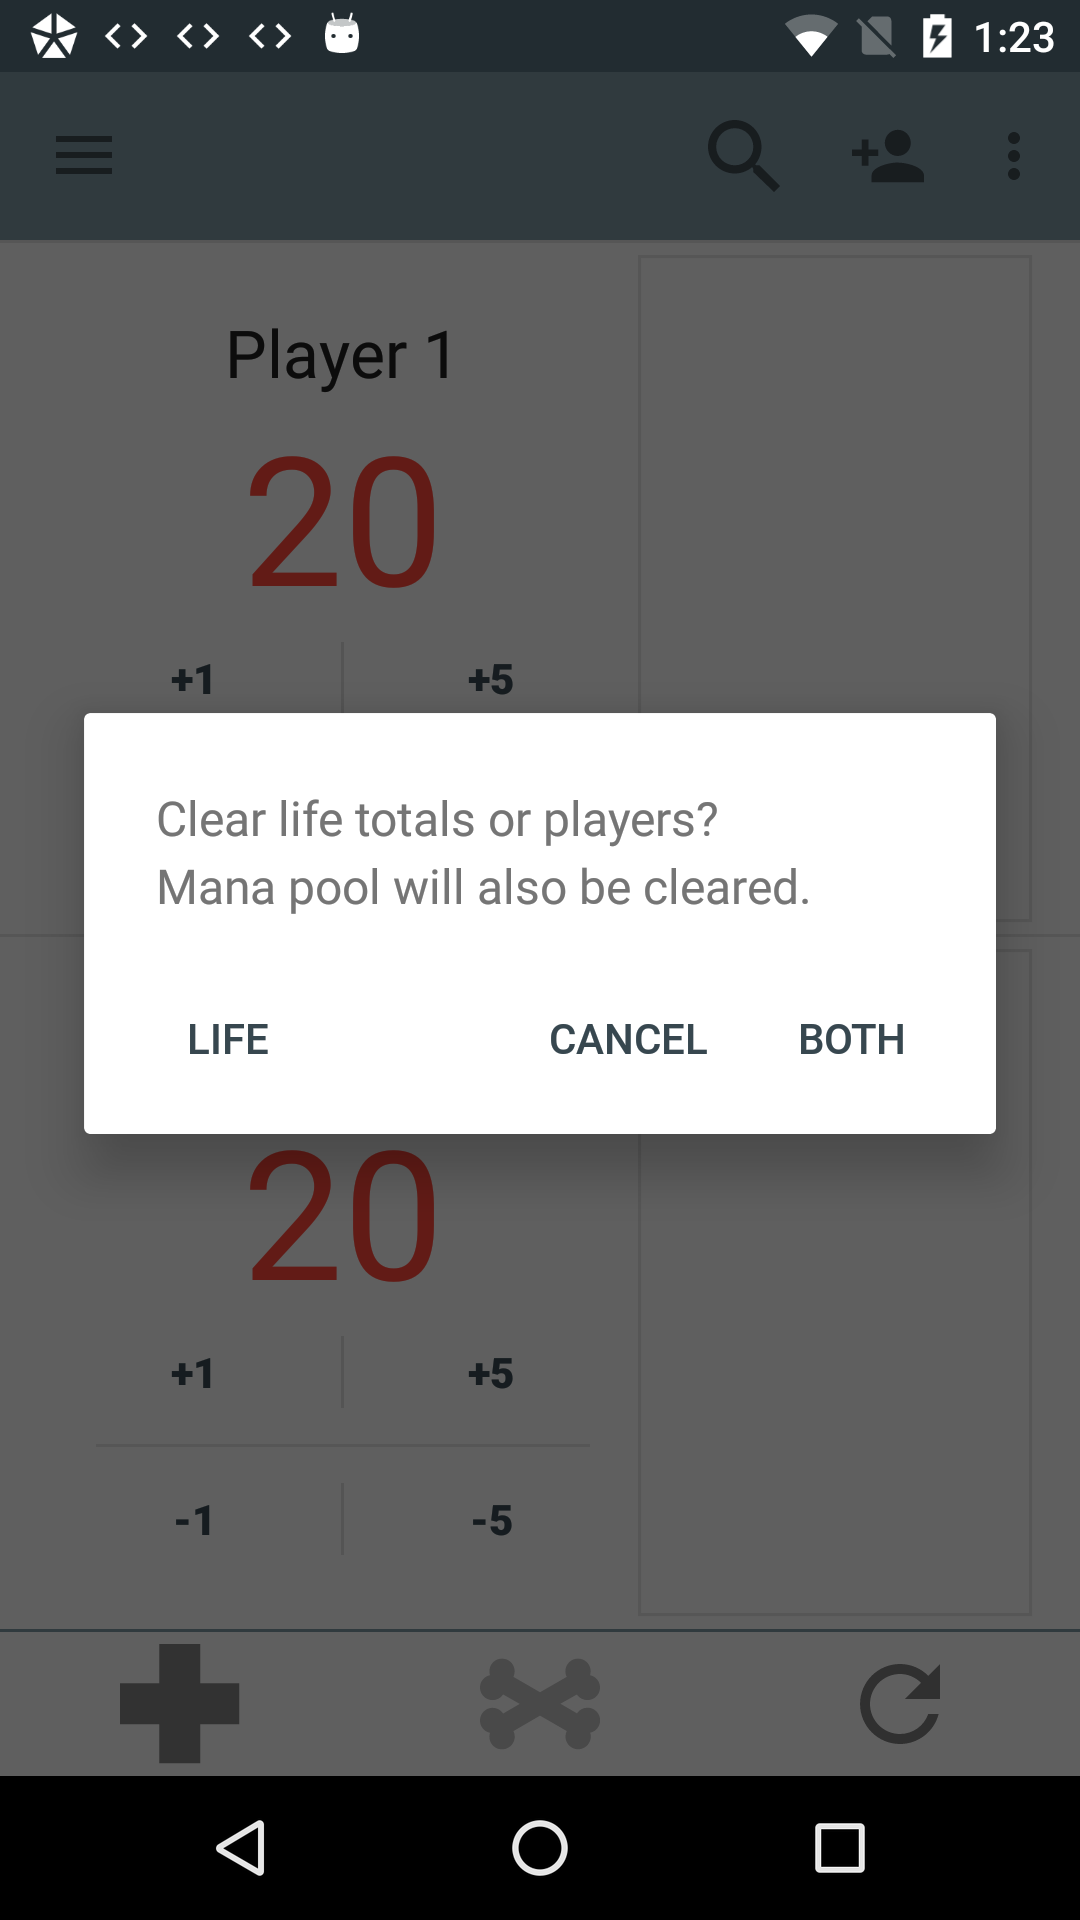 1:23
Player 1
20
+1 +5
Clear life totals or players?
Mana pool will also be cleared.
LIFE CANCEL BOTH
20
+1 +5
-1 -5